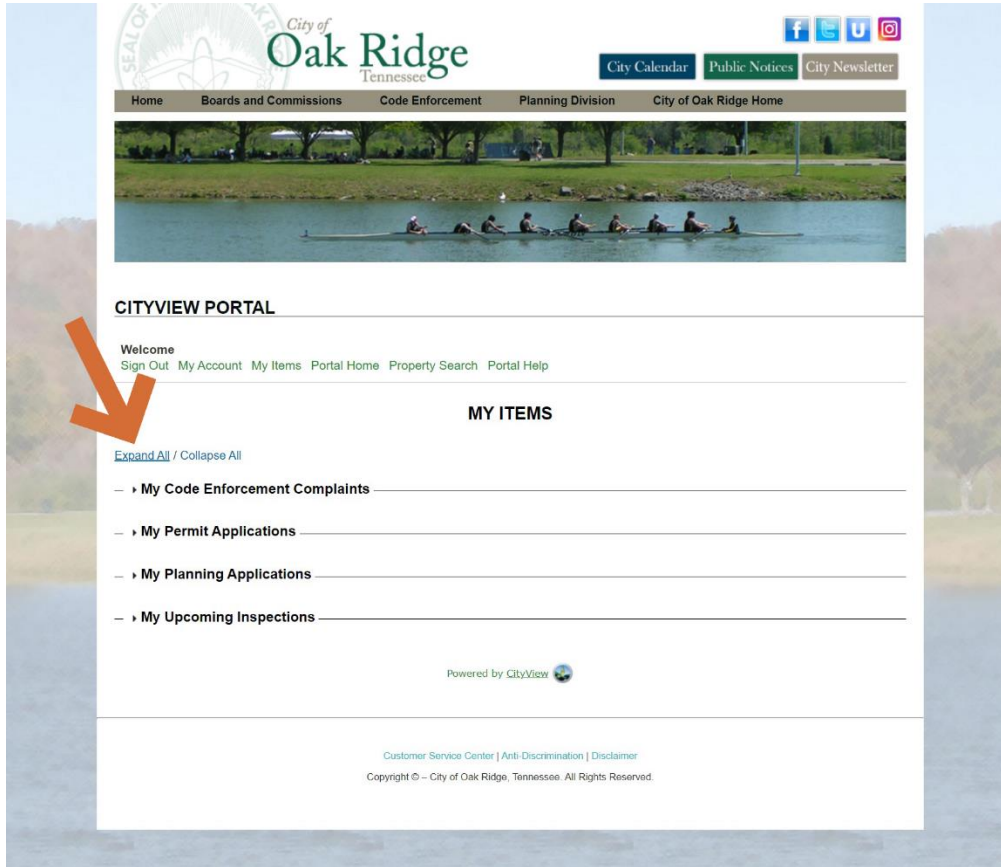 SEAL OF OAK R
City of
Oak Ridge
Tennessee
City Calendar Public Notices City Newsletter
Home Boards and Commissions Code Enforcement Planning Division City of Oak Ridge Home
CITYVIEW PORTAL
Welcome
Sign Out My Account My Items Portal Home Property Search Portal Help
MY ITEMS
Expand All / Collapse All
My Code Enforcement Complaints
My Permit Applications
My Planning Applications
My Upcoming Inspections
Powered by CityView
Customer Service Center | Anti-Discrimination | Disclaimer
Copyright © – City of Oak Ridge, Tennessee. All Rights Reserved.